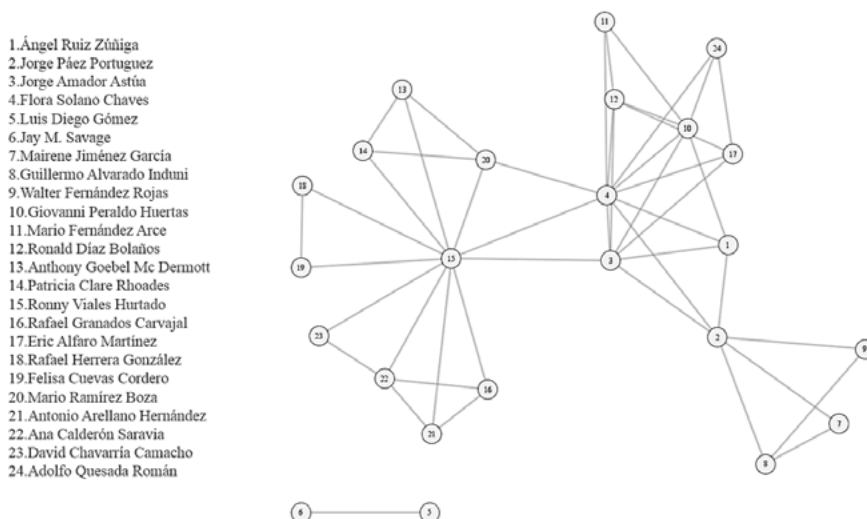 1.Ángel Ruiz Zúñiga
2.Jorge Páez Portuguez
3.Jorge Amador Astúa
4.Flora Solano Chaves
5.Luis Diego Gómez
6.Jay M. Savage
7.Mairene Jiménez García
8.Guillermo Alvarado Induni
9.Walter Fernández Rojas
10.Giovanni Peraldo Huertas
11.Mario Fernández Arce
12.Ronald Díaz Bolaños
13.Anthony Goebel Mc Dermott
14.Patricia Clare Rhoades
15.Ronny Viales Hurtado
16.Rafael Granados Carvajal
17.Eric Alfaro Martínez
18.Rafael Herrera González
19.Felisa Cuevas Cordero
20.Mario Ramírez Boza
21.Antonio Arellano Hernández
22.Ana Calderón Saravia
23.David Chavarría Camacho
24.Adolfo Quesada Román
11
24
13
12
10
14
20
17
18
4
1
15
3
19
23
2
9
22
16
7
21
8
6
5